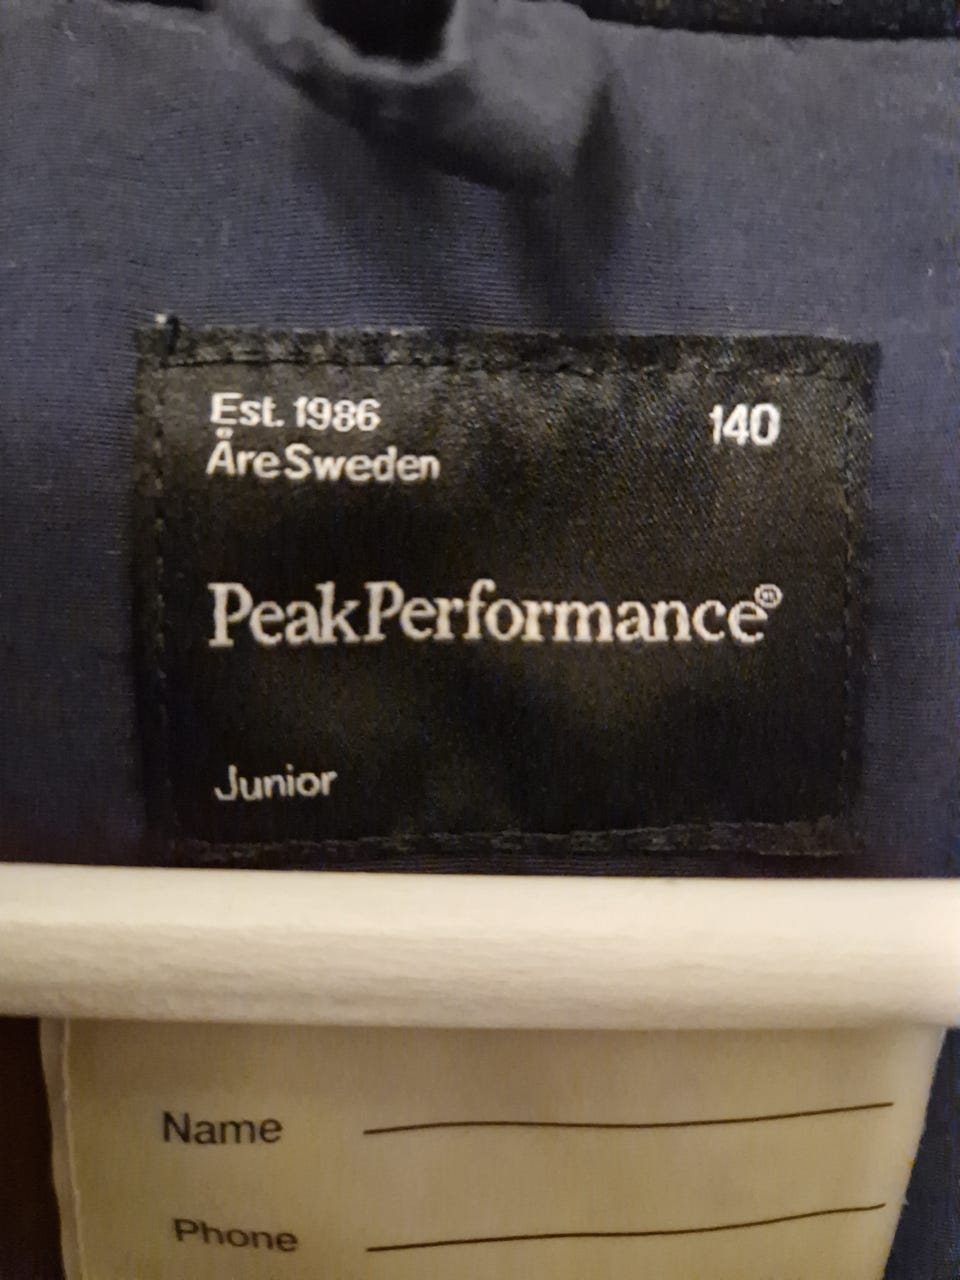 Est. 1986
Åre Sweden
140
PeakPerformance®
Junior
Name
Phone